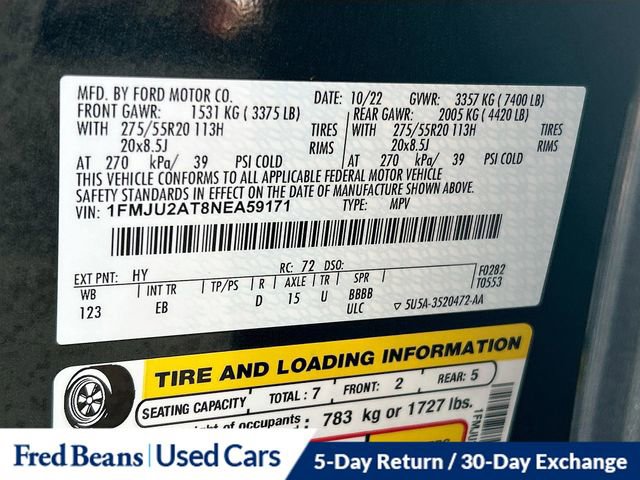 MFD. BY FORD MOTOR CO. DATE: 10/22 GVWR: 3357 KG ( 7400 LB)
FRONT GAWR: 1531 KG ( 3375 LB) REAR GAWR: 2005 KG ( 4420 LB)
WITH 275/55R20 113H TIRES WITH 275/55R20 113H TIRES
20x8.5J RIMS 20x8.5J RIMS
AT 270 kPa/ 39 PSI COLD AT 270 kPa/ 39 PSI COLD
THIS VEHICLE CONFORMS TO ALL APPLICABLE FEDERAL MOTOR VEHICLE
SAFETY STANDARDS IN EFFECT ON THE DATE OF MANUFACTURE SHOWN ABOVE.
VIN: 1FMJU2AT8NEA59171 TYPE: MPV
EXT PNT: HY RC: 72 DSO: F0282
WB INT TR TP/PS R AXLE TR SPR T0553
123 EB D 15 U BBBB
ULC 5U5A-3520472-AA
TIRE AND LOADING INFORMATION
SEATING CAPACITY TOTAL: 7 FRONT: 2 REAR: 5
of occupants 783 kg or 1727 lbs.
1FMJU
Fred Beans Used Cars 5-Day Return / 30-Day Exchange